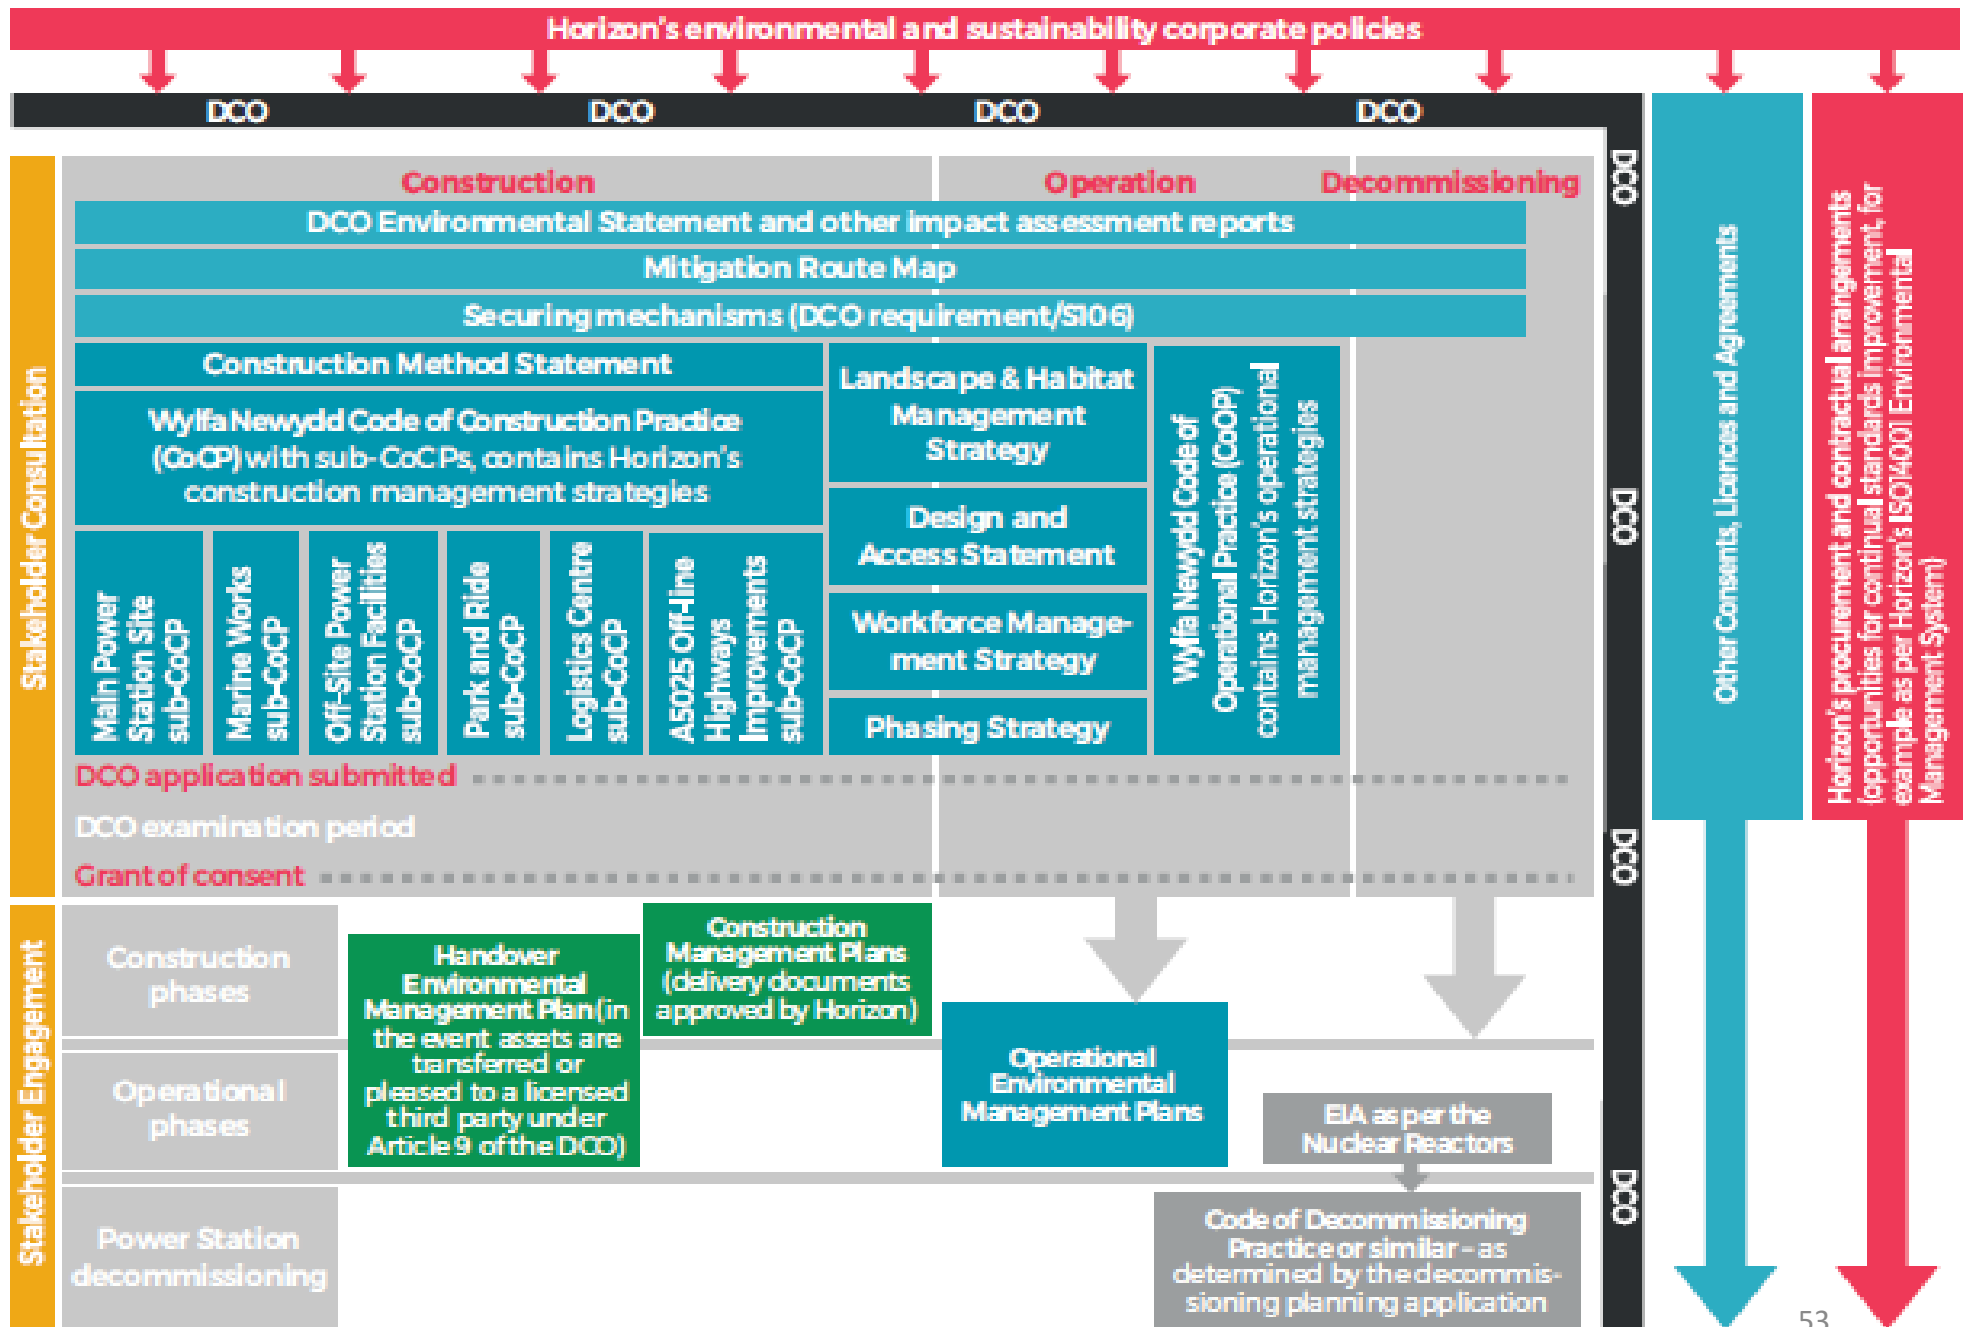 Horizon's environmental and sustainability corporate policies
DCO
DCO
DCO
DCO
DCO
DCO
DCO
DCO
Stakeholder Consultation
Construction
Operation
Decommissioning
DCO Environmental Statement and other impact assessment reports
Mitigation Route Map
Securing mechanisms (DCO requirement/S106)
Construction Method Statement
Wylfa Newydd Code of Construction Practice
(CoCP) with sub-CoCPs, contains Horizon's
construction management strategies
Main Power
Station Site
sub-CoCP
Marine Works
sub-CoCP
Off-Site Power
Station Facilities
sub-CoCP
Park and Ride
sub-CoCP
Logistics Centre
sub-CoCP
A5025 Off-line
Highways
Improvements
sub-CoCP
Landscape & Habitat
Management
Strategy
Design and
Access Statement
Workforce Manage-
ment Strategy
Phasing Strategy
Wylfa Newydd Code of
Operational Practice (CoOP)
contains Horizon's operational
management strategies
DCO application submitted
DCO examination period
Grant of consent
Other Consents, Licences and Agreements
Horizon's procurement and contractual arrangements
(opportunities for continual standards improvement, for
example as per Horizon's ISO14001 Environmental
Management System)
Stakeholder Engagement
Construction
phases
Operational
phases
Power Station
decommissioning
Handover
Environmental
Management Plan (in
the event assets are
transferred or
pleased to a licensed
third party under
Article 9 of the DCO)
Construction
Management Plans
(delivery documents
approved by Horizon)
Operational
Environmental
Management Plans
EIA as per the
Nuclear Reactors
Code of Decommissioning
Practice or similar - as
determined by the decommis-
sioning planning application
53